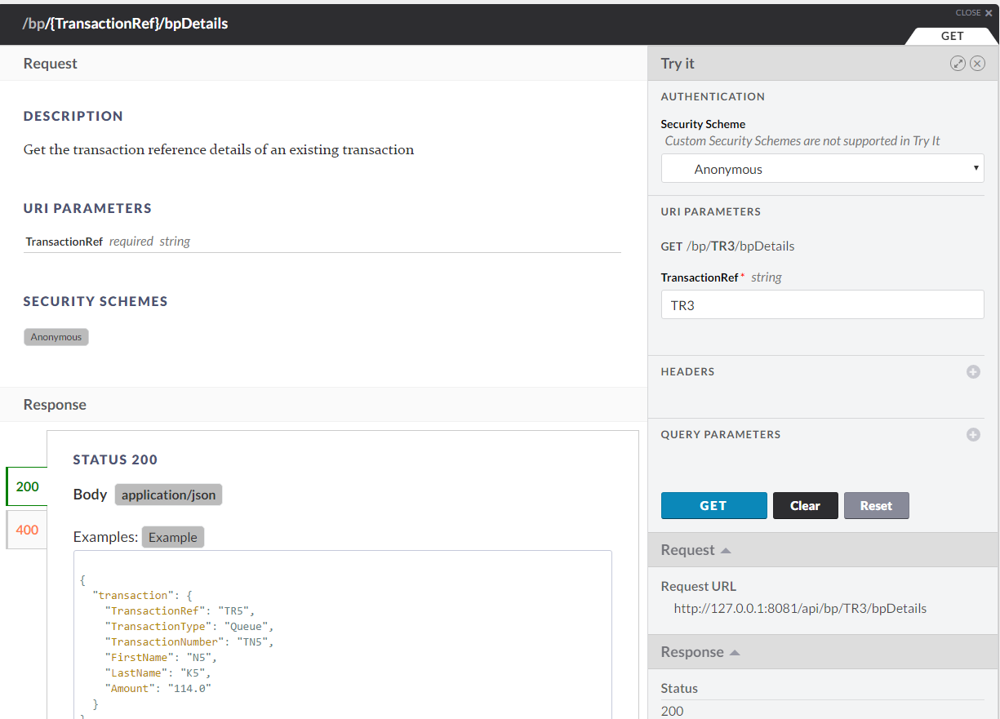 CLOSE ×
/bp/{TransactionRef}/bpDetails
GET
Request
DESCRIPTION
Get the transaction reference details of an existing transaction
URI PARAMETERS
TransactionRef required string
SECURITY SCHEMES
Anonymous
Response
200
400
STATUS 200
Body application/json
Examples: Example
{
"transaction": {
"TransactionRef": "TR5",
"TransactionType": "Queue",
"TransactionNumber": "TN5",
"FirstName": "N5",
"LastName": "K5",
"Amount": "114.0"
}
Try it
AUTHENTICATION
Security Scheme
Custom Security Schemes are not supported in Try It
Anonymous
URI PARAMETERS
GET /bp/TR3/bpDetails
TransactionRef* string
TR3
HEADERS
QUERY PARAMETERS
GET Clear Reset
Request
Request URL
http://127.0.0.1:8081/api/bp/TR3/bpDetails
Response
Status
200